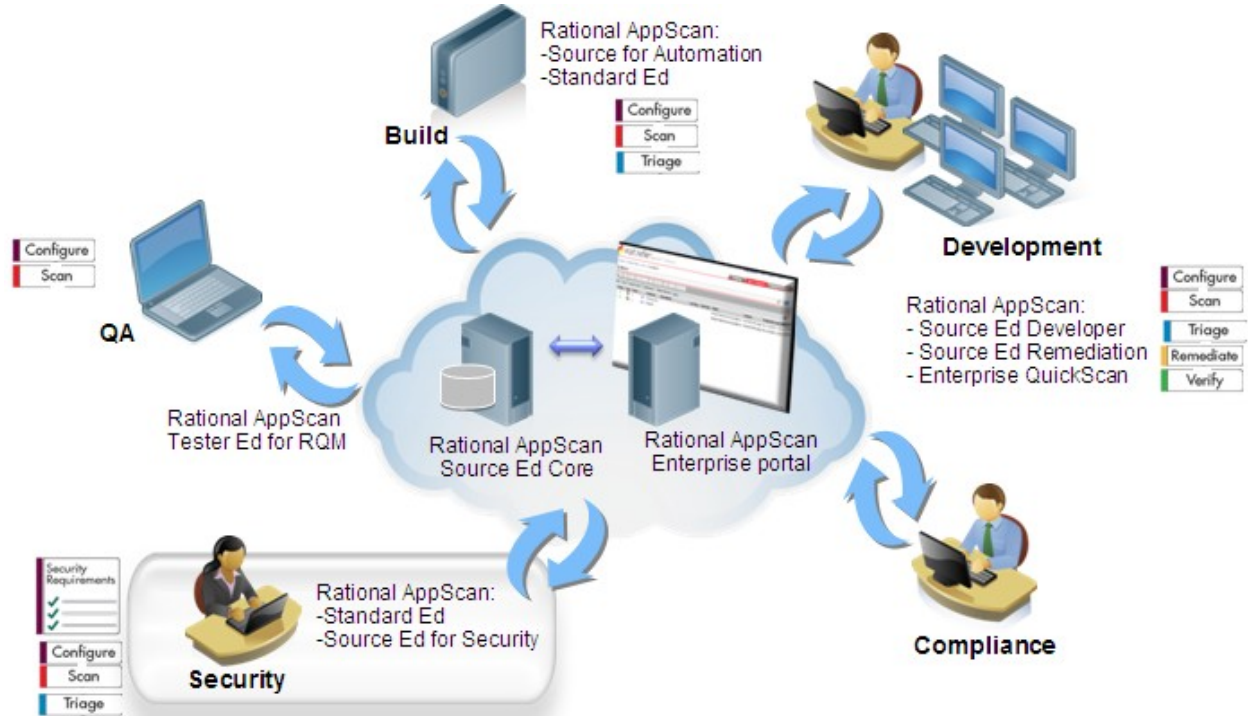 Rational AppScan:
-Source for Automation
-Standard Ed
Configure
Scan
Triage
Build
Development
Configure
Scan
QA
Rational AppScan:
- Source Ed Developer
- Source Ed Remediation
- Enterprise QuickScan
Configure
Scan
Triage
Remediate
Verify
Rational AppScan
Tester Ed for RQM
Rational AppScan
Source Ed Core
Rational AppScan
Enterprise portal
Security
Requirements
Configure
Scan
Triage
Rational AppScan:
-Standard Ed
-Source Ed for Security
Security
Compliance